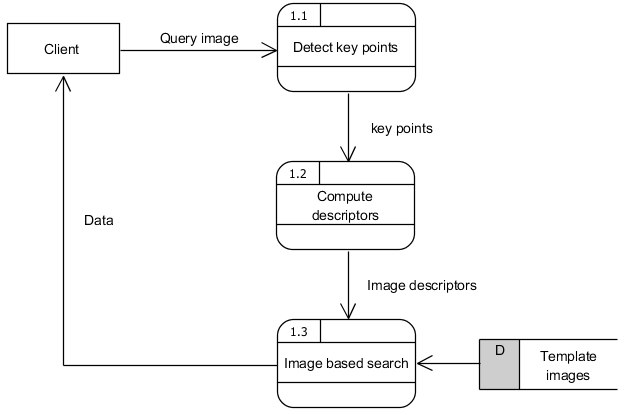 1.1
Client
Query image
Detect key points
key points
1.2
Compute
descriptors
Data
Image descriptors
1.3
Image based search
D
Template
images